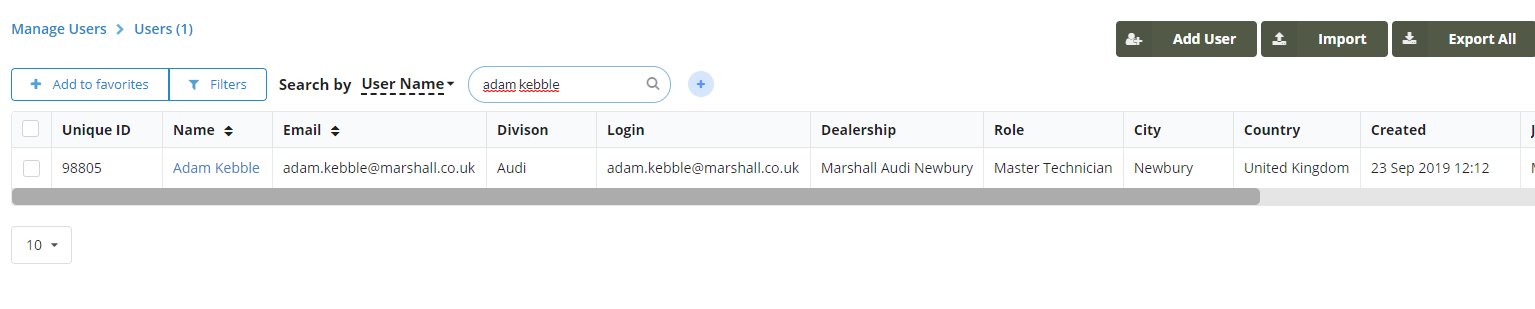 Manage Users > Users (1)
Add User Import Export All
+ Add to favorites Filters Search by User Name adam kebble +
Unique ID Name Email Divison Login Dealership Role City Country Created
98805 Adam Kebble adam.kebble@marshall.co.uk Audi adam.kebble@marshall.co.uk Marshall Audi Newbury Master Technician Newbury United Kingdom 23 Sep 2019 12:12
10